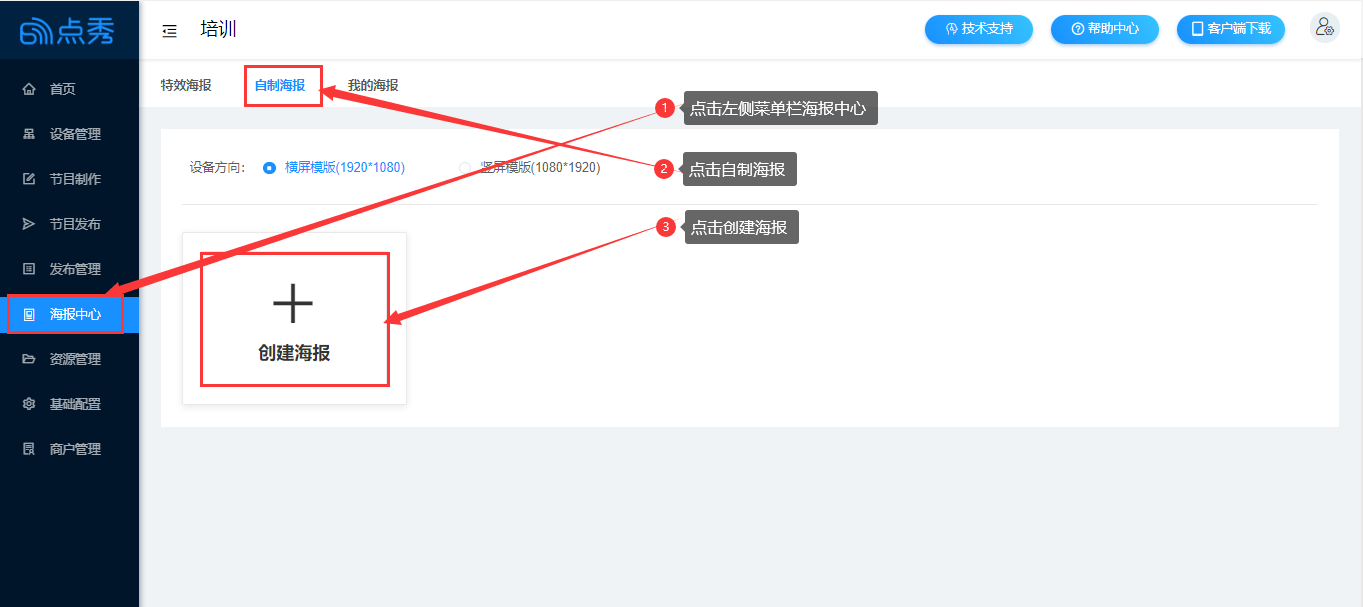 点秀
培训
技术支持
帮助中心
客户端下载
首页
设备管理
节目制作
节目发布
发布管理
海报中心
资源管理
基础配置
商户管理
特效海报
自制海报
我的海报
1 点击左侧菜单栏海报中心
设备方向:
横屏模版(1920*1080)
竖屏模版(1080*1920)
2 点击自制海报
3 点击创建海报
创建海报